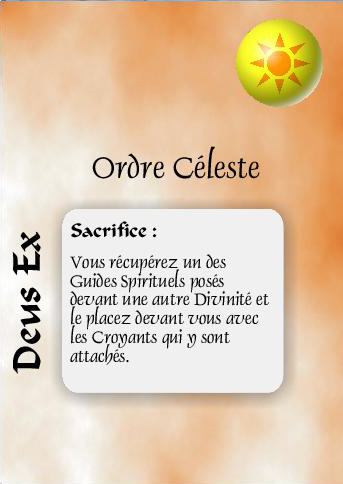 Ordre Céleste
Deus Ex
Sacrifice :
Vous récupérez un des
Guides Spirituels posés
devant une autre Divinité et
le placez devant vous avec
les Croyants qui y sont
attachés.